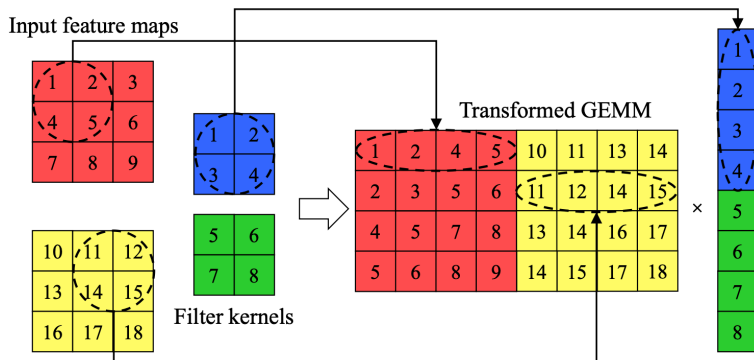 Input feature maps
1 2 3
4 5 6
7 8 9
10 11 12
13 14 15
16 17 18
1 2
3 4
5 6
7 8
Filter kernels
Transformed GEMM
1 2 4 5 10 11 13 14
2 3 5 6 11 12 14 15
4 5 7 8 13 14 16 17
5 6 8 9 14 15 17 18
×
1
2
3
4
5
6
7
8